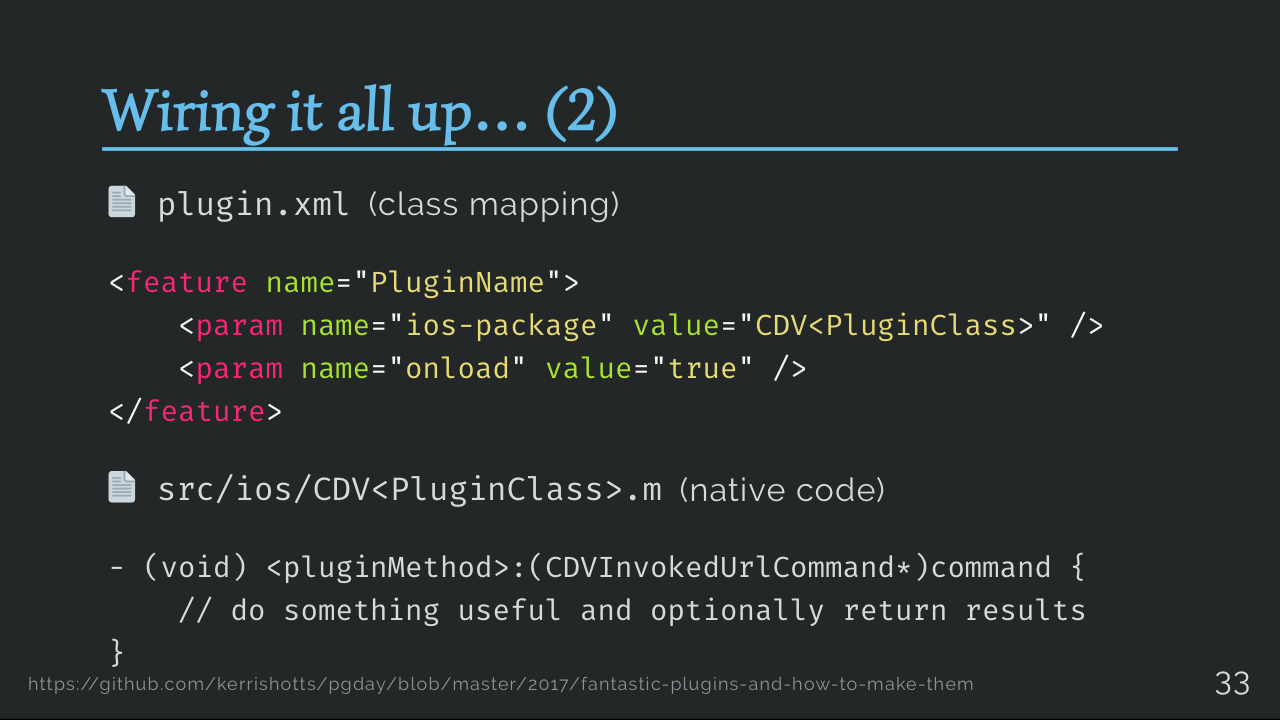 Wiring it all up... (2)
plugin.xml (class mapping)
<feature name="PluginName">
    <param name="ios-package" value="CDV<PluginClass>" />
    <param name="onload" value="true" />
</feature>
src/ios/CDV<PluginClass>.m (native code)
- (void) <pluginMethod>:(CDVInvokedUrlCommand*)command {
    // do something useful and optionally return results
}
https://github.com/kerrishotts/pgday/blob/master/2017/fantastic-plugins-and-how-to-make-them
33